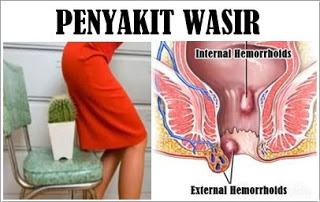 PENYAKIT WASIR
Internal Hemorrhoids
External Hemorrhoids